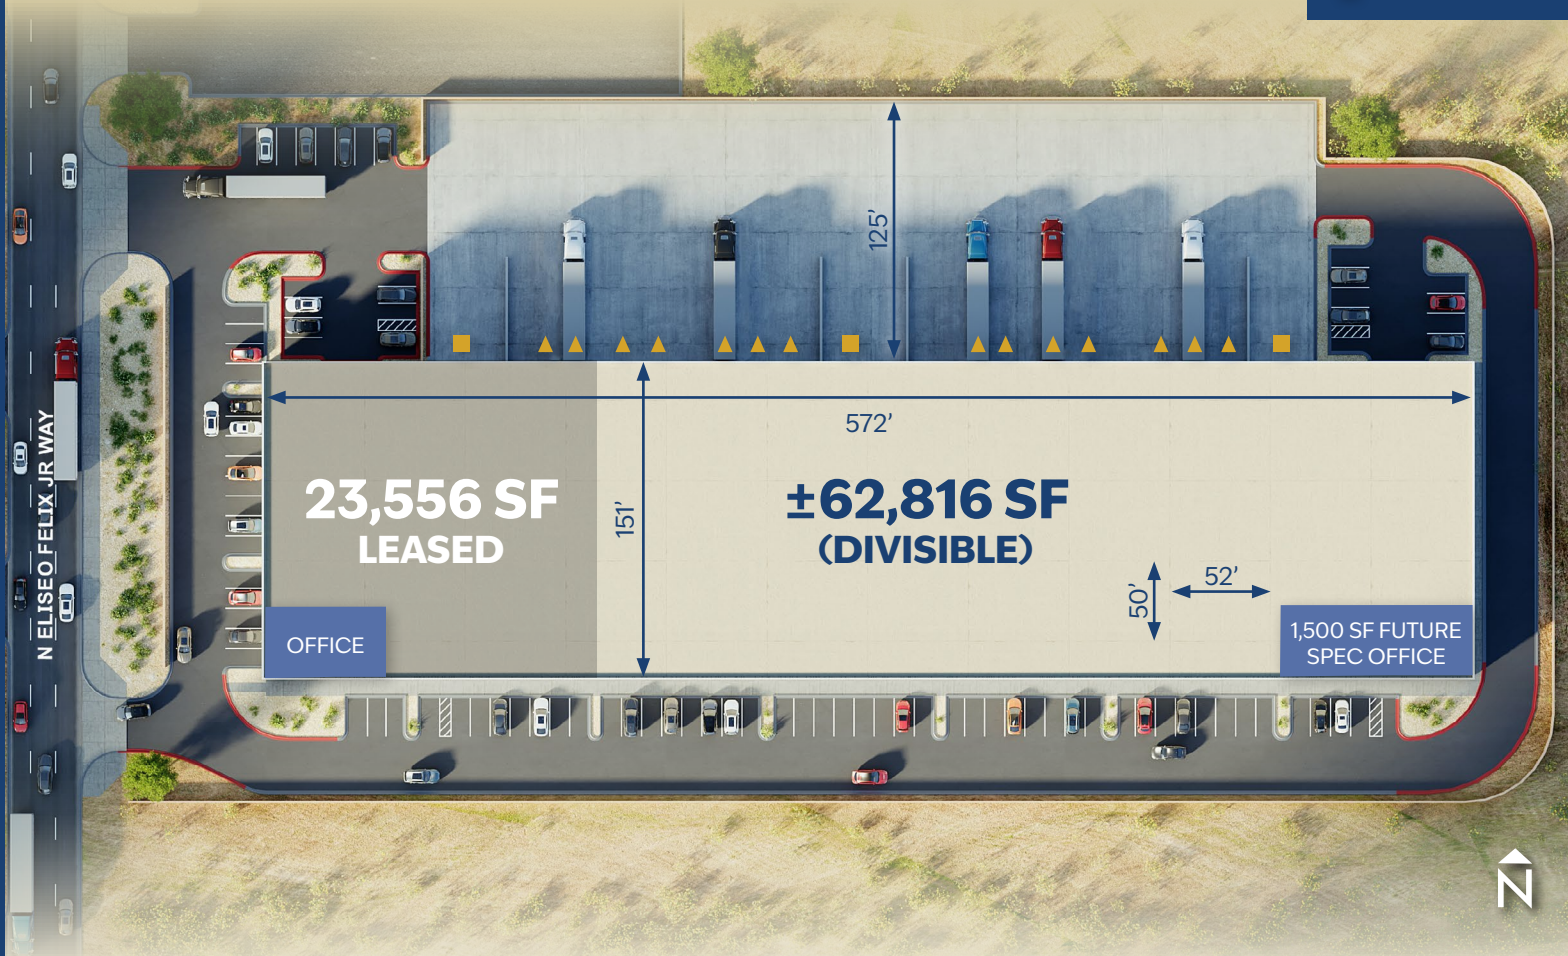 125’
572’
23,556 SF
LEASED
151’
±62,816 SF
(DIVISIBLE)
50’
52’
OFFICE
1,500 SF FUTURE
SPEC OFFICE
N ELISEO FELIX JR WAY
N